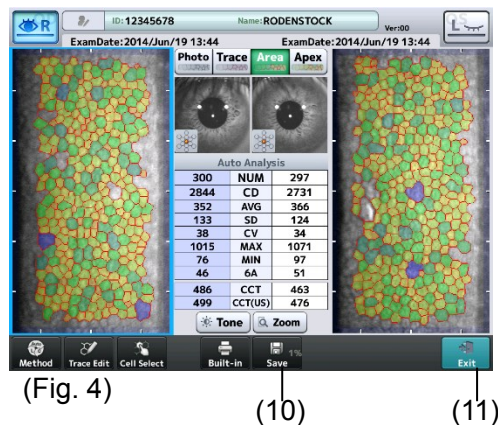 R ID: 12345678 Name: RODENSTOCK Ver:00 L
ExamDate:2014/Jun/19 13:44 ExamDate:2014/Jun/19 13:44
Photo Trace Area Apex
Auto Analysis
300 NUM 297
2844 CD 2731
352 AVG 366
133 SD 124
38 CV 34
1015 MAX 1071
76 MIN 97
46 6A 51
486 CCT 463
499 CCT(US) 476
Tone Zoom
Method Trace Edit Cell Select Built-in Save 1% Exit
(Fig. 4)
(10) (11)